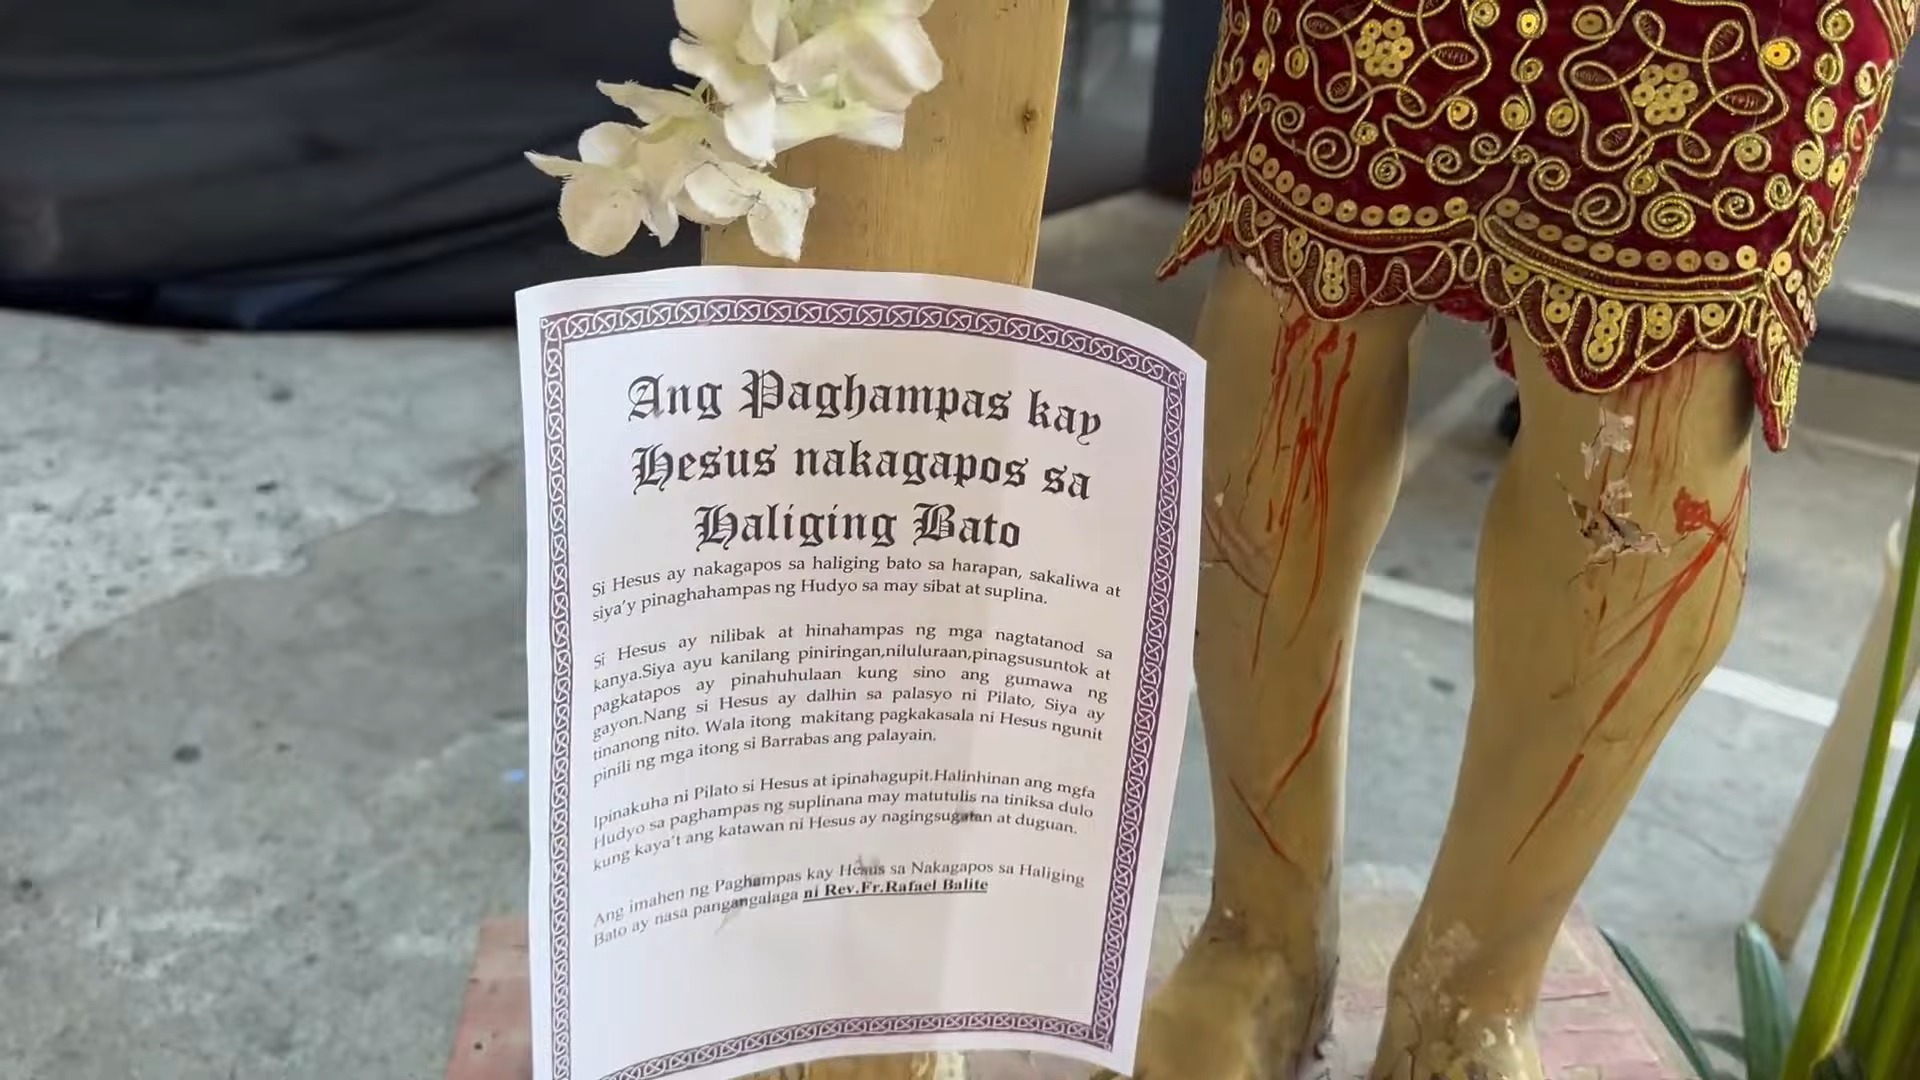 Ang Paghampas kay
Hesus nakagapos sa
Haliging Bato
Si Hesus ay nakagapos sa haliging bato sa harapan, sakaliwa at
siya'y pinaghahampas ng Hudyo sa may sibat at suplina.
Si Hesus ay nilibak at hinahampas ng mga nagtatanod sa
kanya.Siya ayu kanilang piniringan,niluluraan,pinagsusuntok at
pagkatapos ay pinahuhulaan kung sino ang gumawa ng
gayon.Nang si Hesus ay dalhin sa palasyo ni Pilato, Siya ay
tinanong nito. Wala itong makitang pagkakasala ni Hesus ngunit
pinili ng mga itong si Barrabas ang palayain.
Ipinakuha ni Pilato si Hesus at ipinahagupit.Halinhinan ang mgfa
Hudyo sa paghampas ng suplinana may matutulis na tiniksa dulo
kung kaya't ang katawan ni Hesus ay nagingsugatan at duguan.
Ang imahen ng Paghampas kay Hesus sa Nakagapos sa Haliging
Bato ay nasa pangangalaga ni Rev.Fr.Rafael Balite